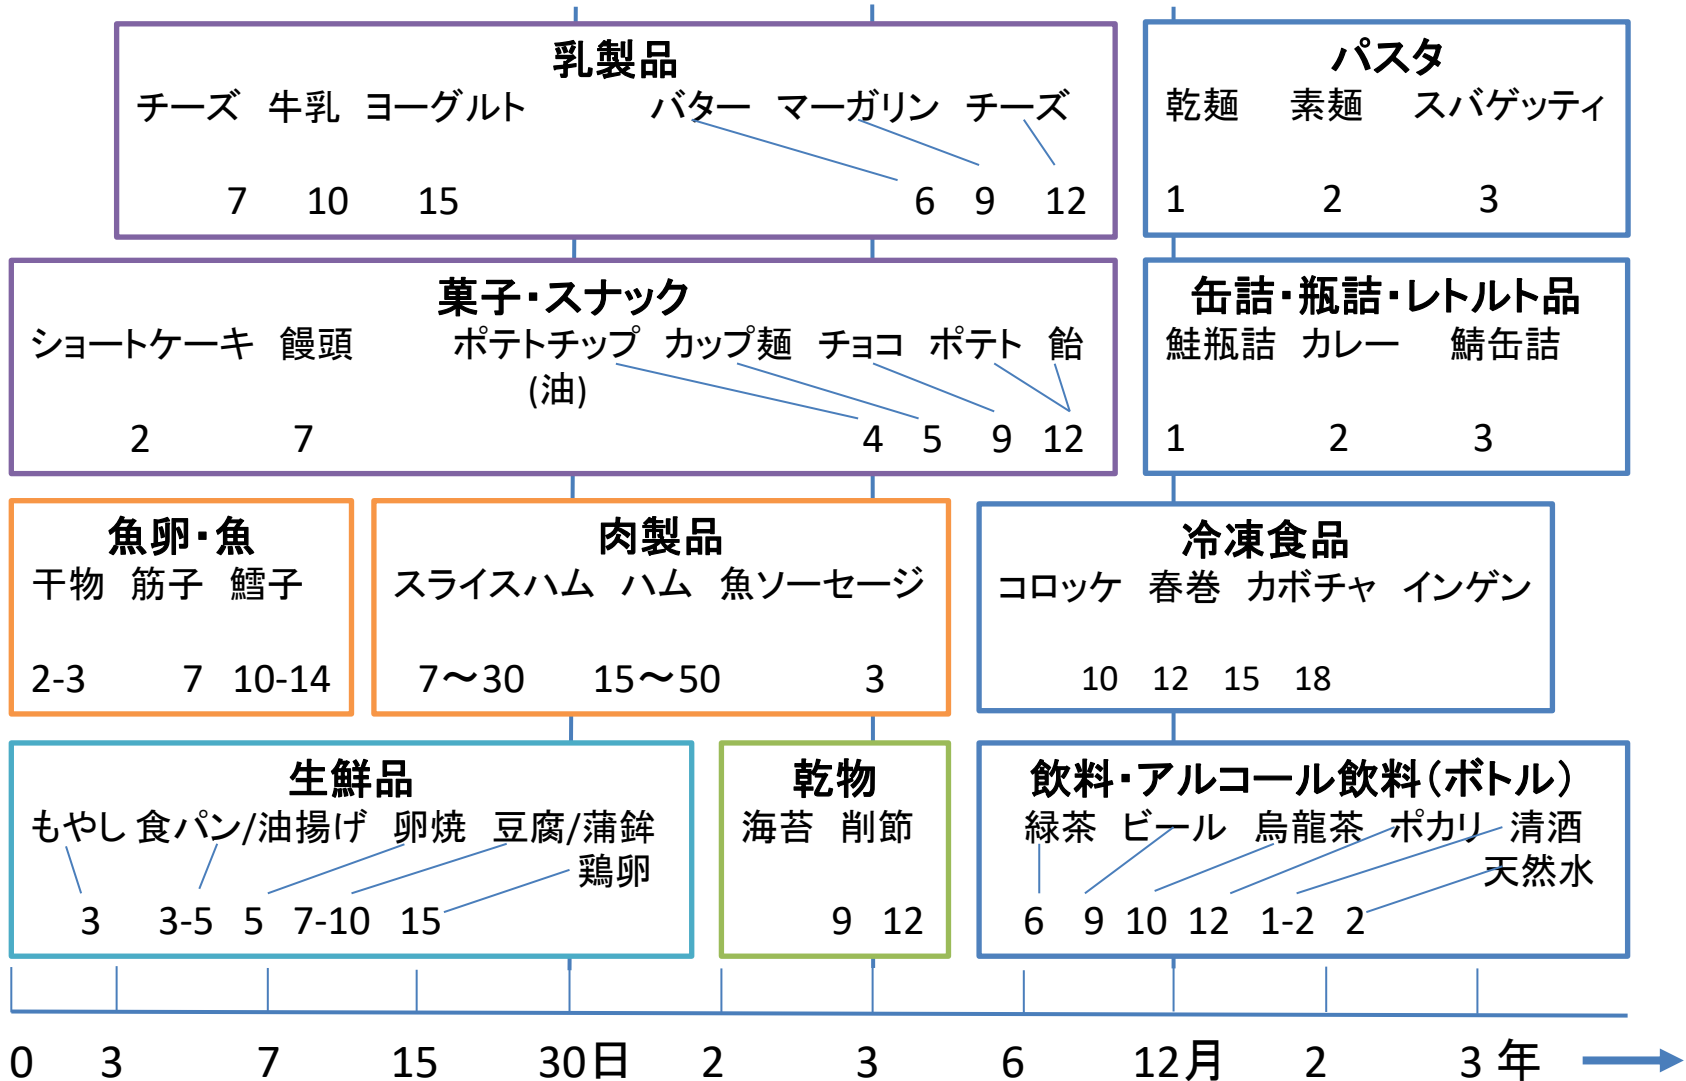 乳製品
チーズ 牛乳 ヨーグルト バター マーガリン チーズ
7 10 15 6 9 12
パスタ
乾麺 素麺 スバゲッティ
1 2 3
菓子・スナック
ショートケーキ 饅頭 ポテトチップ カップ麺 チョコ ポテト 飴
(油)
2 7 4 5 9 12
缶詰・瓶詰・レトルト品
鮭瓶詰 カレー 鯖缶詰
1 2 3
魚卵・魚
干物 筋子 鱈子
2-3 7 10-14
肉製品
スライスハム ハム 魚ソーセージ
7～30 15～50 3
冷凍食品
コロッケ 春巻 カボチャ インゲン
10 12 15 18
生鮮品
もやし 食パン/油揚げ 卵焼 豆腐/蒲鉾
鶏卵
3 3-5 5 7-10 15
乾物
海苔 削節
9 12
飲料・アルコール飲料(ボトル)
緑茶 ビール 烏龍茶 ポカリ 清酒
天然水
6 9 10 12 1-2 2
0 3 7 15 30日 2 3 6 12月 2 3 年